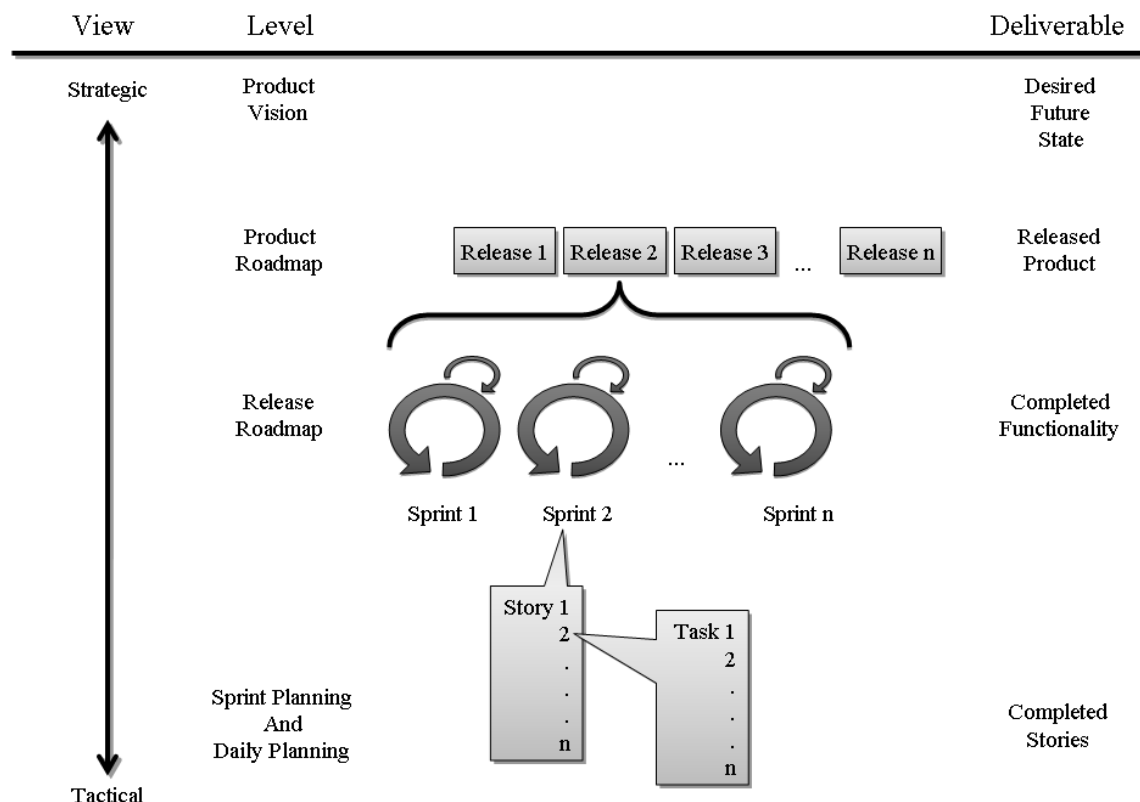 View Level Deliverable
Strategic
Product
Vision
Desired
Future
State
Product
Roadmap
Release 1 Release 2 Release 3 ... Release n
Released
Product
Release
Roadmap
...
Completed
Functionality
Sprint 1 Sprint 2 Sprint n
Story 1
2
.
.
.
n
Task 1
2
.
.
.
n
Sprint Planning
And
Daily Planning
Completed
Stories
Tactical